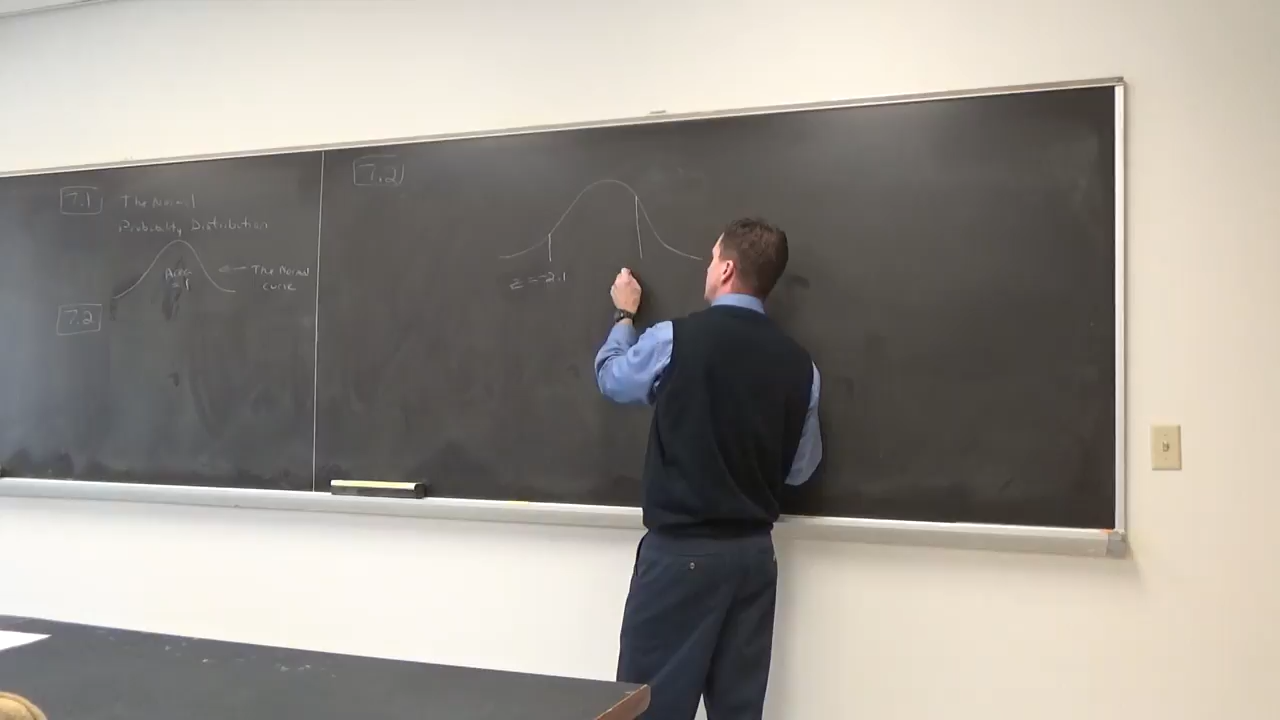 7.1 The Normal
Probability Distribution
Area
= 1
The Normal
curve
7.2
7.2
z = -2.1